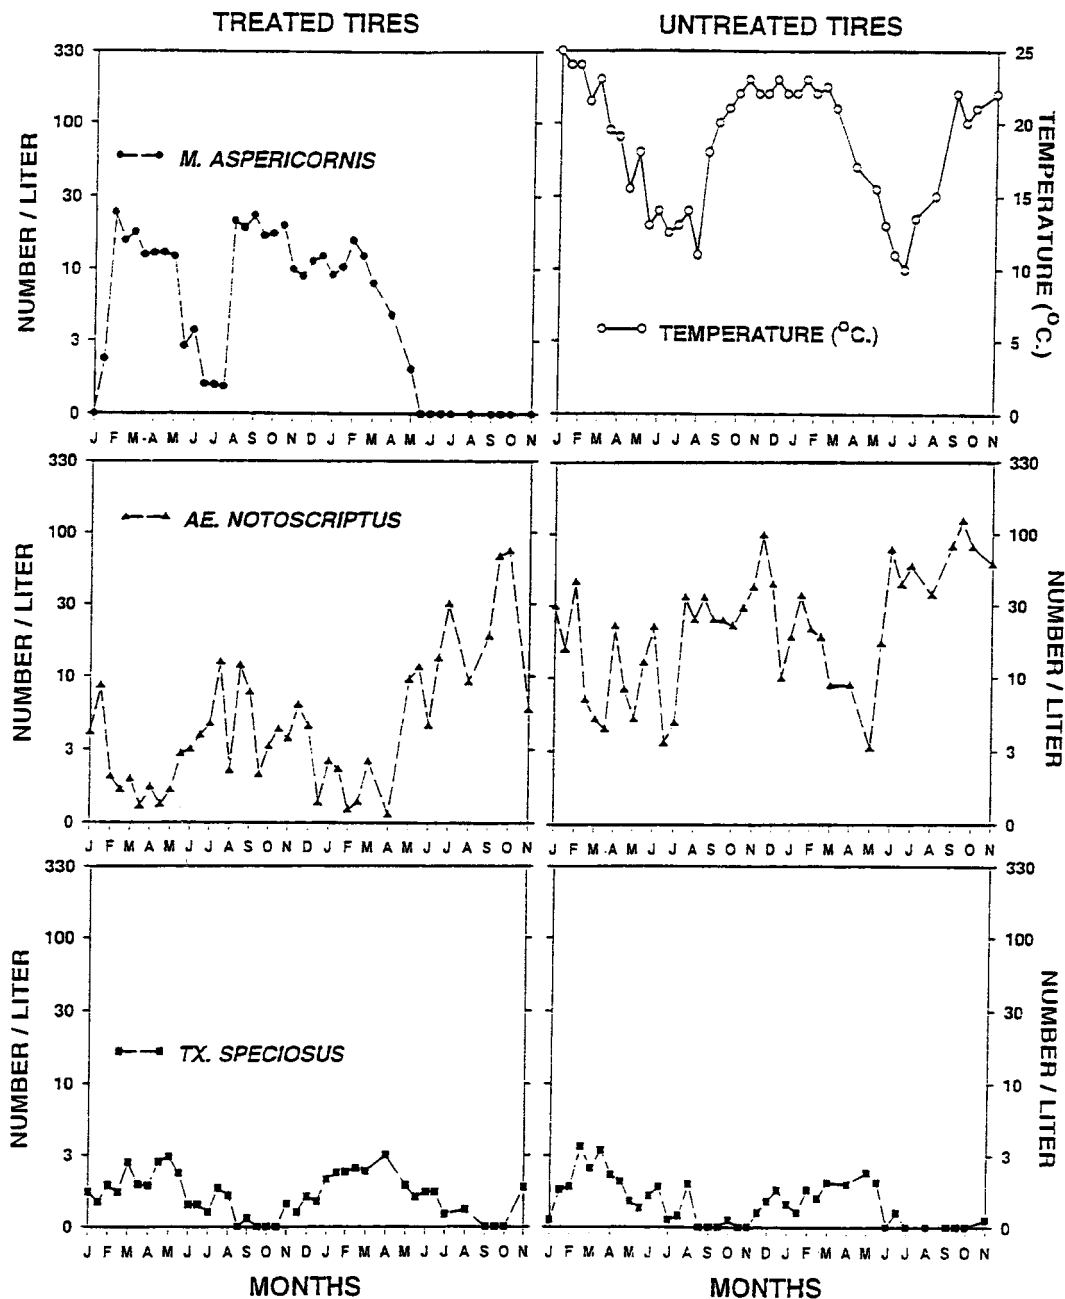 TREATED TIRES
UNTREATED TIRES
330
100
30
10
3
0
NUMBER / LITER
M. ASPERICORNIS
J F M A M J J A S O N D J F M A M J J A S O N
25
20
15
10
5
0
TEMPERATURE (°C.)
TEMPERATURE (°C.)
J F M A M J J A S O N D J F M A M J J A S O N
330
100
30
10
3
0
NUMBER / LITER
AE. NOTOSCRIPTUS
J F M A M J J A S O N D J F M A M J J A S O N
330
100
30
10
3
0
NUMBER / LITER
J F M A M J J A S O N D J F M A M J J A S O N
330
100
30
10
3
0
NUMBER / LITER
TX. SPECIOSUS
J F M A M J J A S O N D J F M A M J J A S O N
MONTHS
330
100
30
10
3
0
NUMBER / LITER
J F M A M J J A S O N D J F M A M J J A S O N
MONTHS